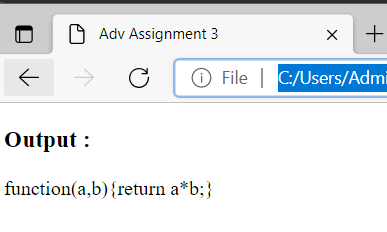 Adv Assignment 3
File
C:/Users/Admi
Output :
function(a,b){return a*b;}